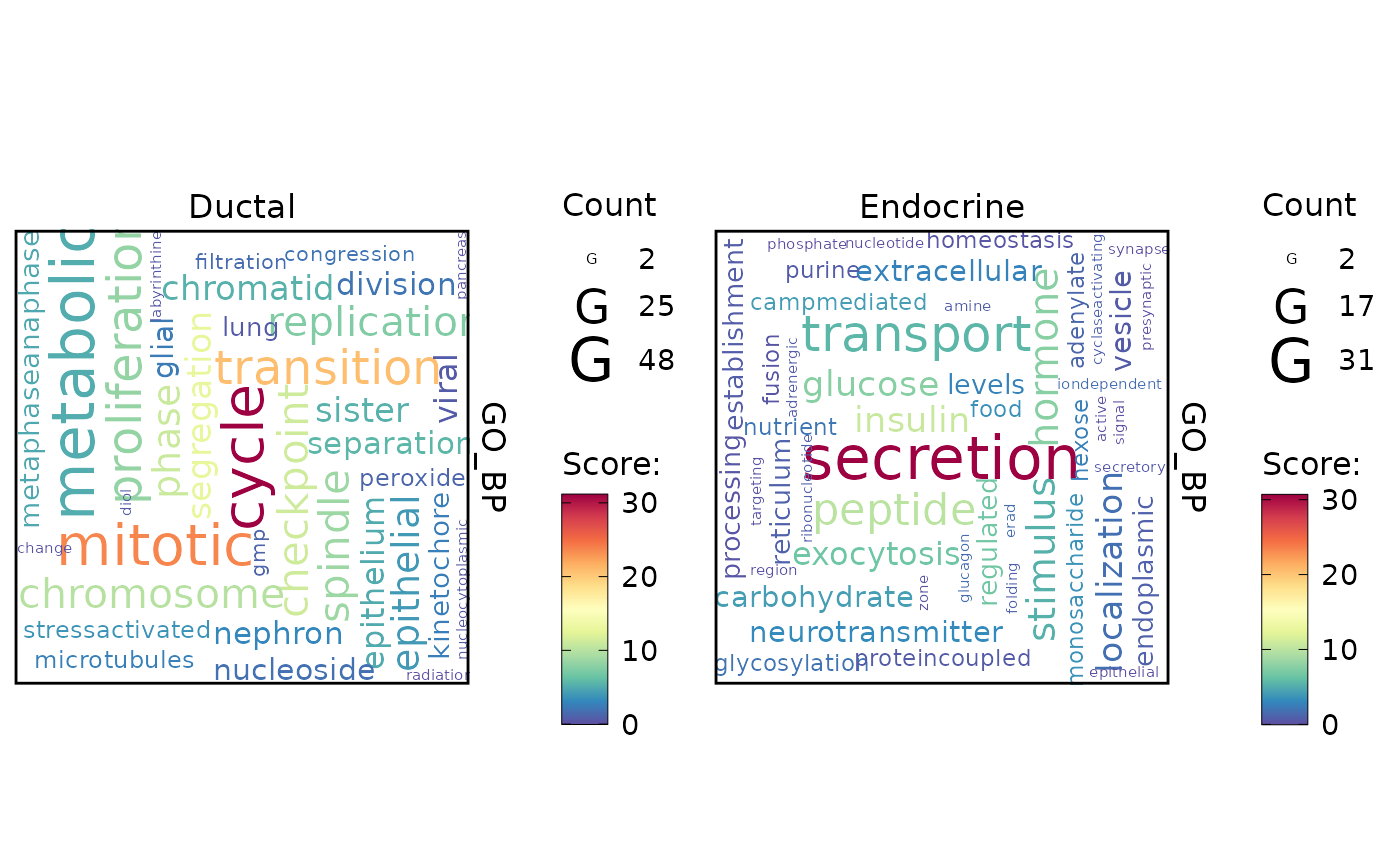 Ductal
metaphaseanaphase
metabolic
proliferation
labyrinthine
filtration
congression
pancreas
chromatid
division
glial
lung
replication
segregation
transition
viral
phase
cycle
checkpoint
sister
separation
peroxide
diol
spindle
epithelium
epithelial
kinetochore
nucleocytoplasmic
change
mitotic
gmp
chromosome
stressactivated
nephron
microtubules
nucleoside
radiation
GO_BP
Count
G 2
G 25
G 48
Score:
30
20
10
0
Endocrine
establishment
phosphate
nucleotide
homeostasis
cyclaseactivating
synapse
purine
extracellular
adenylate
vesicle
presynaptic
campmediated
amine
hormone
transport
fusion
adrenergic
glucose
levels
iondependent
nutrient
insulin
food
hexose
active
signal
processing
targeting
reticulum
ribonucleotide
secretion
secretory
peptide
regulated
erad
stimulus
monosaccharide
localization
endoplasmic
exocytosis
region
zone
glucagon
folding
carbohydrate
neurotransmitter
glycosylation
proteincoupled
epithelial
GO_BP
Count
G 2
G 17
G 31
Score:
30
20
10
0